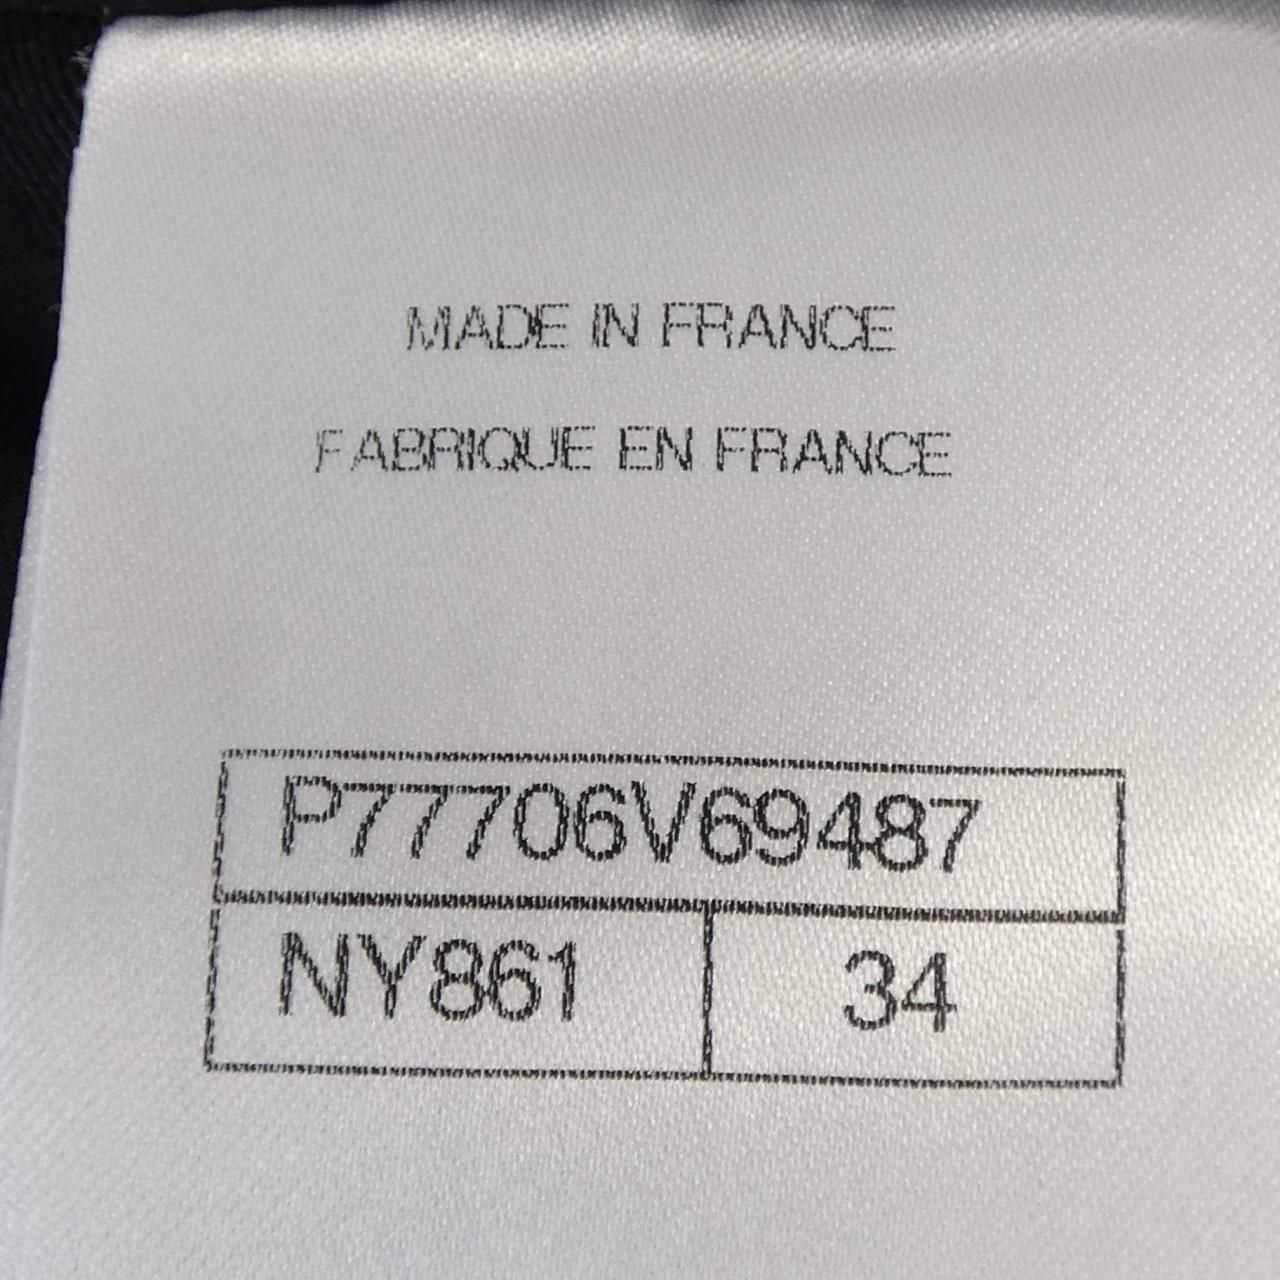 MADE IN FRANCE
FABRIQUE EN FRANCE
P77706V69487
NY861 34